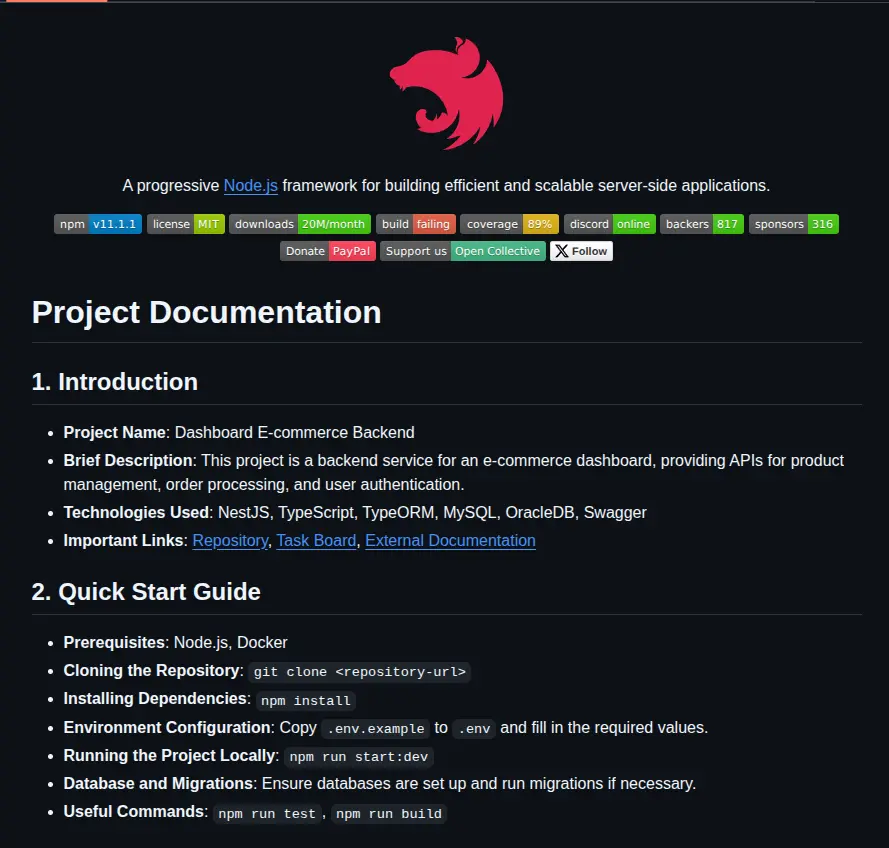 A progressive Node.js framework for building efficient and scalable server-side applications.
npm v11.1.1 license MIT downloads 20M/month build failing coverage 89% discord online backers 817 sponsors 316
Donate PayPal Support us Open Collective X Follow
Project Documentation
1. Introduction
• Project Name: Dashboard E-commerce Backend
• Brief Description: This project is a backend service for an e-commerce dashboard, providing APIs for product
management, order processing, and user authentication.
• Technologies Used: NestJS, TypeScript, TypeORM, MySQL, OracleDB, Swagger
• Important Links: Repository, Task Board, External Documentation
2. Quick Start Guide
• Prerequisites: Node.js, Docker
• Cloning the Repository: git clone <repository-url>
• Installing Dependencies: npm install
• Environment Configuration: Copy .env.example to .env and fill in the required values.
• Running the Project Locally: npm run start:dev
• Database and Migrations: Ensure databases are set up and run migrations if necessary.
• Useful Commands: npm run test, npm run build